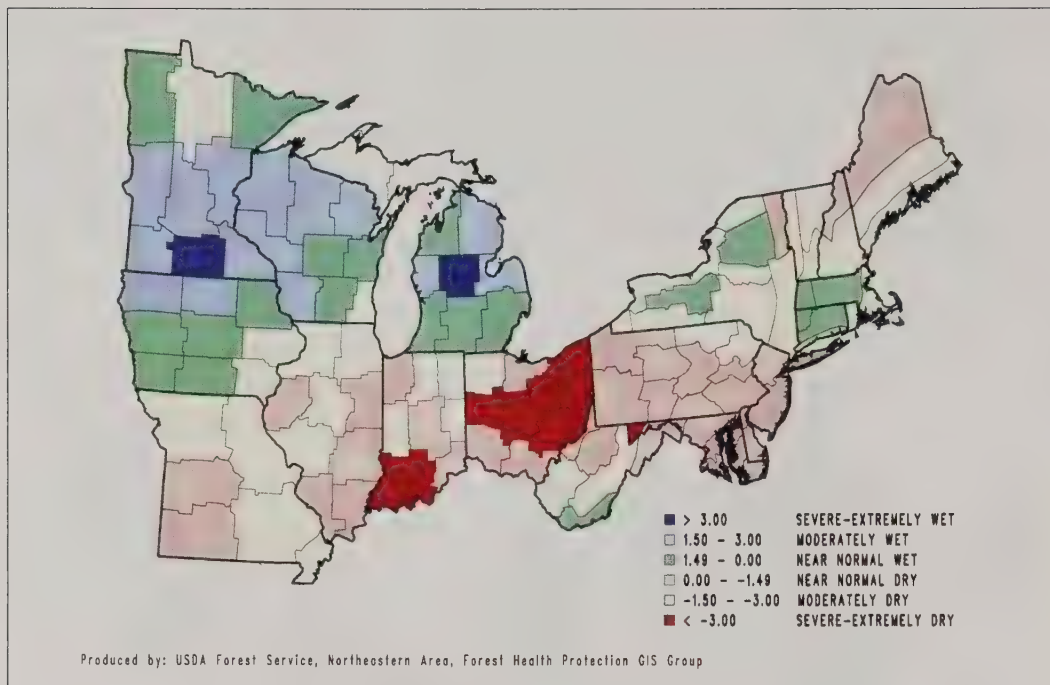 > 3.00 SEVERE-EXTREMELY WET
1.50 - 3.00 MODERATELY WET
1.49 - 0.00 NEAR NORMAL WET
0.00 - -1.49 NEAR NORMAL DRY
-1.50 - -3.00 MODERATELY DRY
< -3.00 SEVERE-EXTREMELY DRY
Produced by: USDA Forest Service, Northeastern Area, Forest Health Protection GIS Group